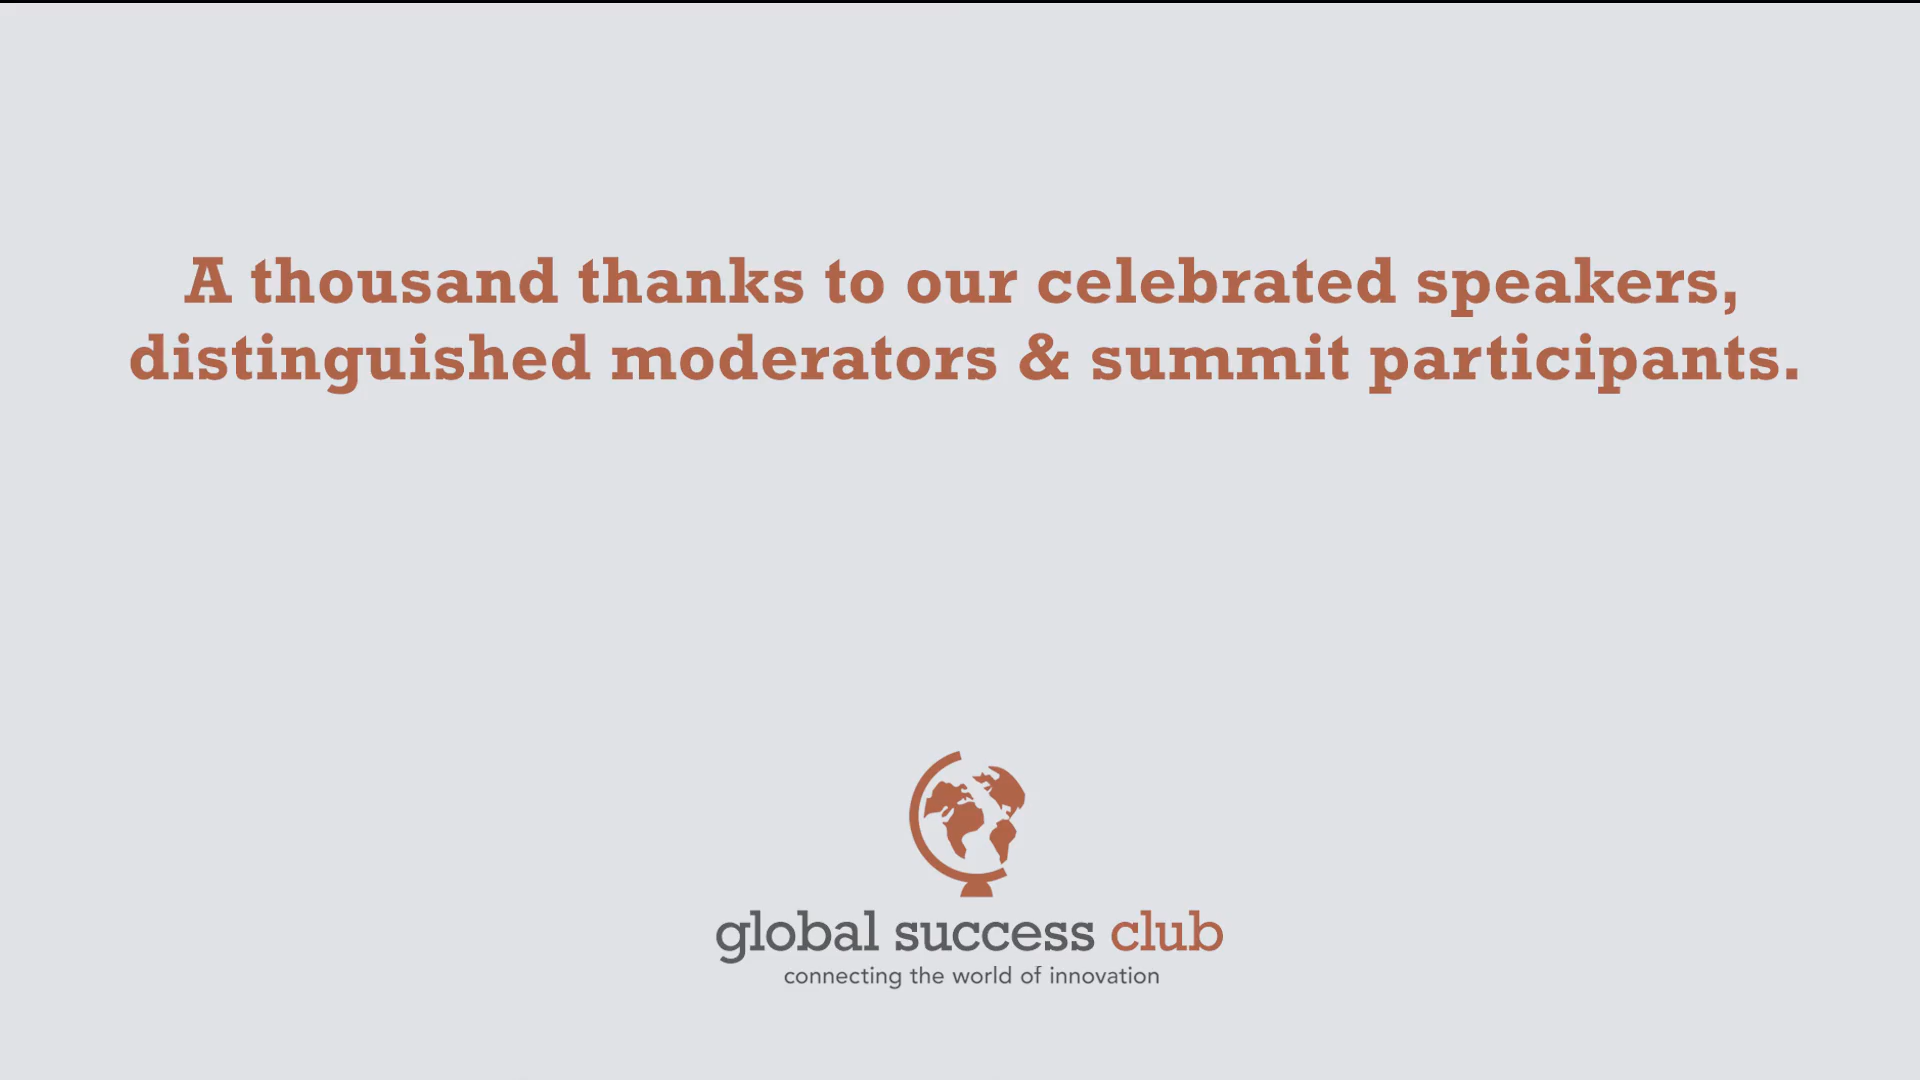 A thousand thanks to our celebrated speakers,
distinguished moderators & summit participants.
global success club
connecting the world of innovation